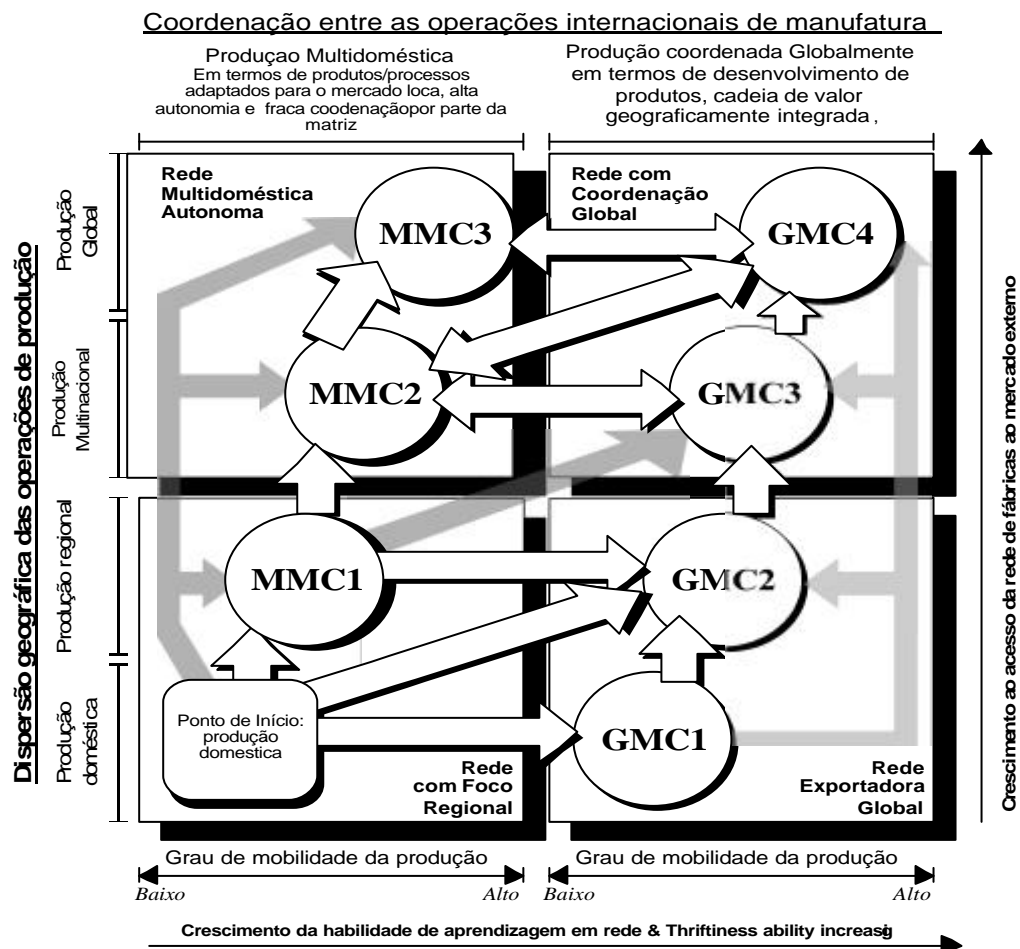 Coordenação entre as operações internacionais de manufatura
Produçao Multidoméstica
Em termos de produtos/processos
adaptados para o mercado loca, alta
autonomia e fraca coodenaçãopor parte da
matriz
Produção coordenada Globalmente
em termos de desenvolvimento de
produtos, cadeia de valor
geograficamente integrada ,
Dispersão geográfica das operações de produção
Produção
Global
Produção
Multinacional
Produção regional
Produção
doméstica
Rede
Multidoméstica
Autonoma
MMC3
MMC2
Rede com
Coordenação
Global
GMC4
GMC3
MMC1
Ponto de Início:
produção
domestica
Rede
com Foco
Regional
GMC2
GMC1
Rede
Exportadora
Global
Crescimento ao acesso da rede de fábricas ao mercado externo
Grau de mobilidade da produção
Baixo
Alto
Grau de mobilidade da produção
Baixo
Alto
Crescimento da habilidade de aprendizagem em rede & Thriftiness ability